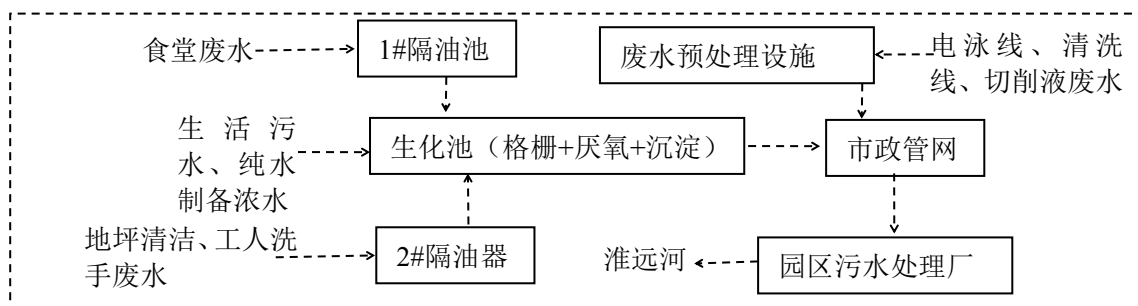 食堂废水
1#隔油池
废水预处理设施
电泳线、清洗
线、切削液废水
生活污
水、纯水
制备浓水
生化池（格栅+厌氧+沉淀）
市政管网
地坪清洁、工人洗
手废水
2#隔油器
淮远河
园区污水处理厂